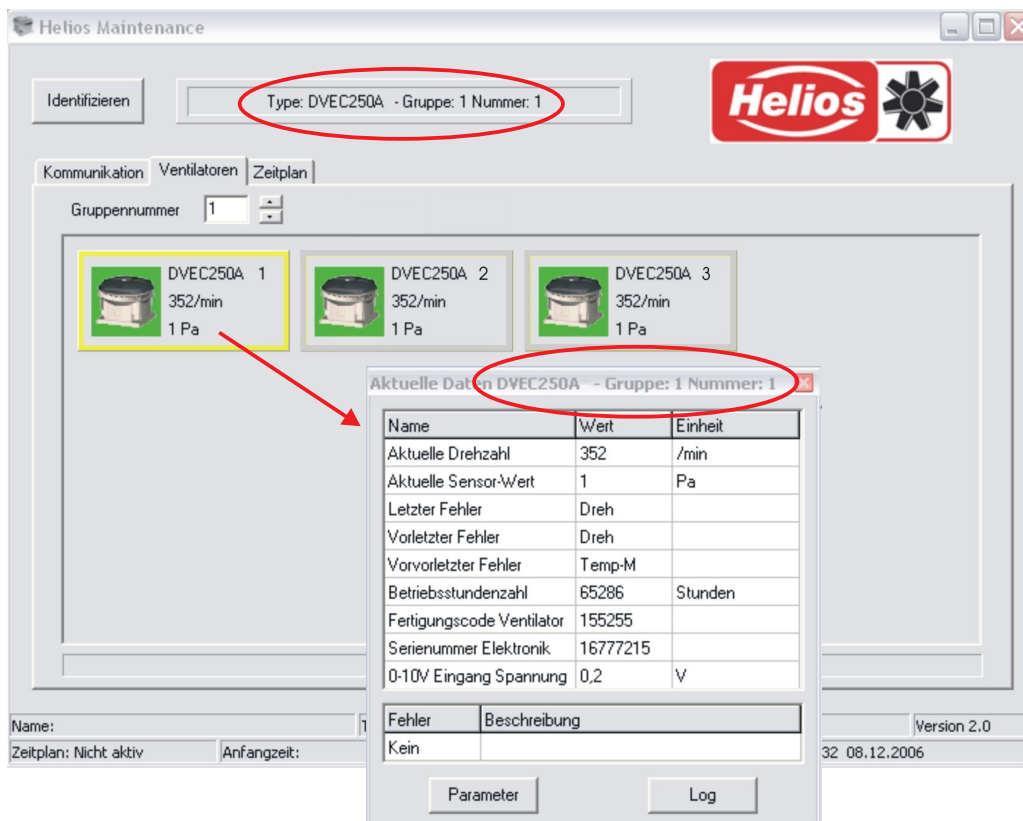 Helios Maintenance
Identifizieren
Type: DVEC250A - Gruppe: 1 Nummer: 1
Helios
Kommunikation Ventilatoren Zeitplan
Gruppennummer 1
DVEC250A 1
352/min
1 Pa
DVEC250A 2
352/min
1 Pa
DVEC250A 3
352/min
1 Pa
Aktuelle Daten DVEC250A - Gruppe: 1 Nummer: 1
Name Wert Einheit
Aktuelle Drehzahl 352 /min
Aktuelle Sensor-Wert 1 Pa
Letzter Fehler Dreh
Vorletzter Fehler Dreh
Vorvorletzter Fehler Temp-M
Betriebsstundenzahl 65286 Stunden
Fertigungscode Ventilator 155255
Serienummer Elektronik 16777215
0-10V Eingang Spannung 0,2 V
Fehler Beschreibung
Kein
Parameter Log
Name: Version 2.0
Zeitplan: Nicht aktiv Anfangzeit: 32 08.12.2006